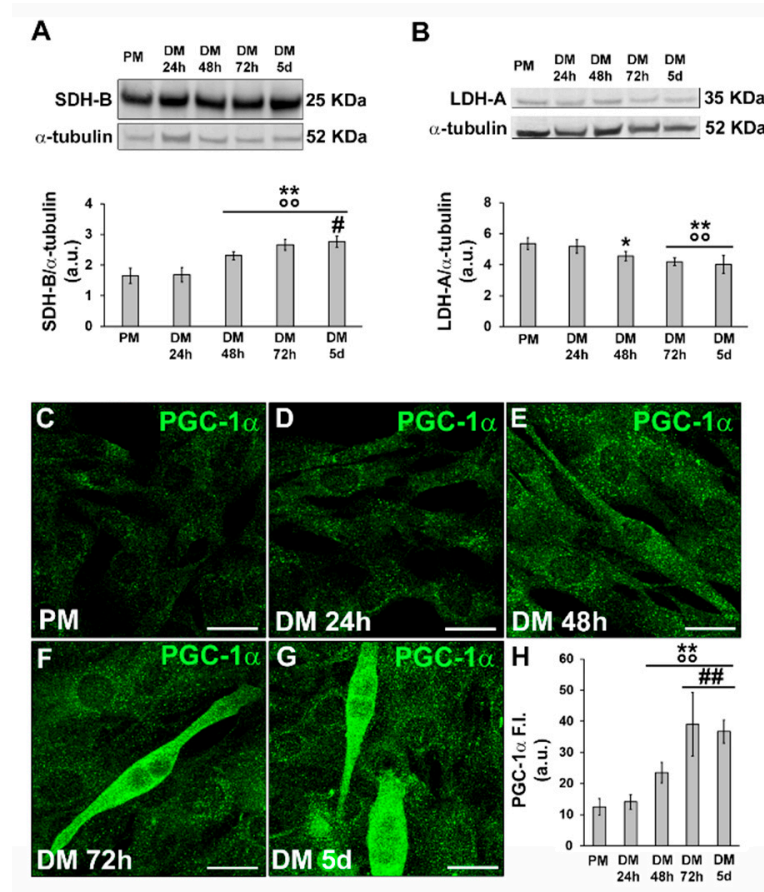 A
PM DM 24h DM 48h DM 72h DM 5d
SDH-B 25 KDa
α-tubulin 52 KDa
** °°
#
SDH-B/α-tubulin (a.u.)
4
3
2
1
0
PM DM 24h DM 48h DM 72h DM 5d
B
PM DM 24h DM 48h DM 72h DM 5d
LDH-A 35 KDa
α-tubulin 52 KDa
** °°
*
LDH-A/α-tubulin (a.u.)
8
6
4
2
0
PM DM 24h DM 48h DM 72h DM 5d
C PGC-1α
PM
D PGC-1α
DM 24h
E PGC-1α
DM 48h
F PGC-1α
DM 72h
G PGC-1α
DM 5d
H
** °°
##
PGC-1α F.I. (a.u.)
60
50
40
30
20
10
0
PM DM 24h DM 48h DM 72h DM 5d